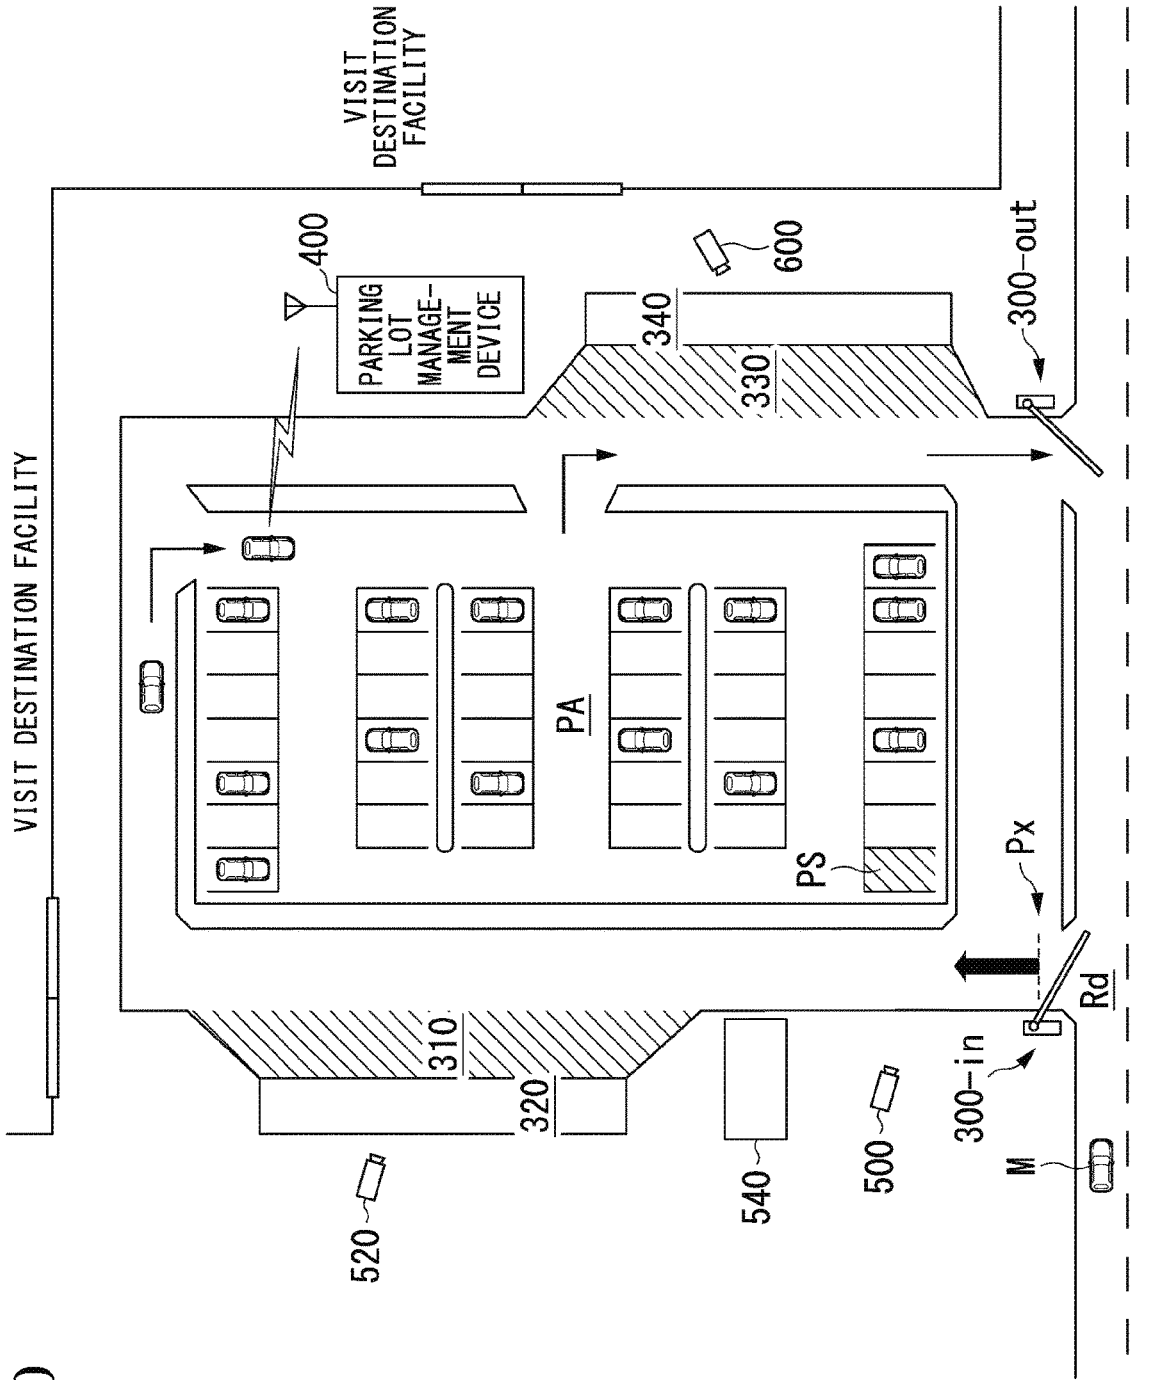 VISIT DESTINATION FACILITY
VISIT
DESTINATION
FACILITY
400
PARKING
LOT
MANAGE-
MENT
DEVICE
600
340
330
300-out
PA
PS
Px
310
320
Rd
300-in
520
540
500
M
)